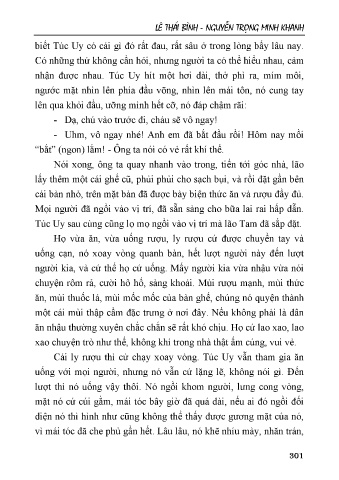 LÊ THÁI BÌNH - NGUYỄN TRỌNG MINH KHANH
biết Túc Uy có cái gì đó rất đau, rất sâu ở trong lòng bấy lâu nay.
Có những thứ không cần hỏi, nhưng người ta có thể hiểu nhau, cảm
nhận được nhau. Túc Uy hít một hơi dài, thở phì ra, mím môi,
ngước mặt nhìn lên phía đầu võng, nhìn lên mái tôn, nó cung tay
lên qua khỏi đầu, ưỡng mình hết cỡ, nó đáp chậm rãi:
- Dạ, chú vào trước đi, cháu sẽ vô ngay!
- Uhm, vô ngay nhé! Anh em đã bắt đầu rồi! Hôm nay mồi
“bắt” (ngon) lắm! - Ông ta nói có vẻ rất khí thế.
Nói xong, ông ta quay nhanh vào trong, tiến tới góc nhà, lão
lấy thêm một cái ghế cũ, phủi phủi cho sạch bụi, và rồi đặt gần bên
cái bàn nhỏ, trên mặt bàn đã được bày biện thức ăn và rượu đầy đủ.
Mọi người đã ngồi vào vị trí, đã sẵn sàng cho bữa lai rai hấp dẫn.
Túc Uy sau cùng cũng lọ mọ ngồi vào vị trí mà lão Tam đã sắp đặt.
Họ vừa ăn, vừa uống rượu, ly rượu cứ được chuyền tay và
uống cạn, nó xoay vòng quanh bàn, hết lượt người này đến lượt
người kia, và cứ thế họ cứ uống. Mấy người kia vừa nhậu vừa nói
chuyện rôm rả, cười hô hố, sảng khoái. Mùi rượu mạnh, mùi thức
ăn, mùi thuốc lá, mùi mốc mốc của bàn ghế, chúng nó quyện thành
một cái mùi thập cẩm đặc trưng ở nơi đây. Nếu không phải là dân
ăn nhậu thường xuyên chắc chắn sẽ rất khó chịu. Họ cứ lao xao, lao
xao chuyện trò như thế, không khí trong nhà thật ấm cúng, vui vẻ.
Cái ly rượu thì cứ chạy xoay vòng. Túc Uy vẫn tham gia ăn
uống với mọi người, nhưng nó vẫn cứ lặng lẽ, không nói gì. Đến
lượt thì nó uống vậy thôi. Nó ngồi khom người, lưng cong vòng,
mặt nó cứ cúi gằm, mái tóc bây giờ đã quá dài, nếu ai đó ngồi đối
diện nó thì hình như cũng không thể thấy được gương mặt của nó,
vì mái tóc đã che phủ gần hết. Lâu lâu, nó khẽ nhíu mày, nhăn trán,
301